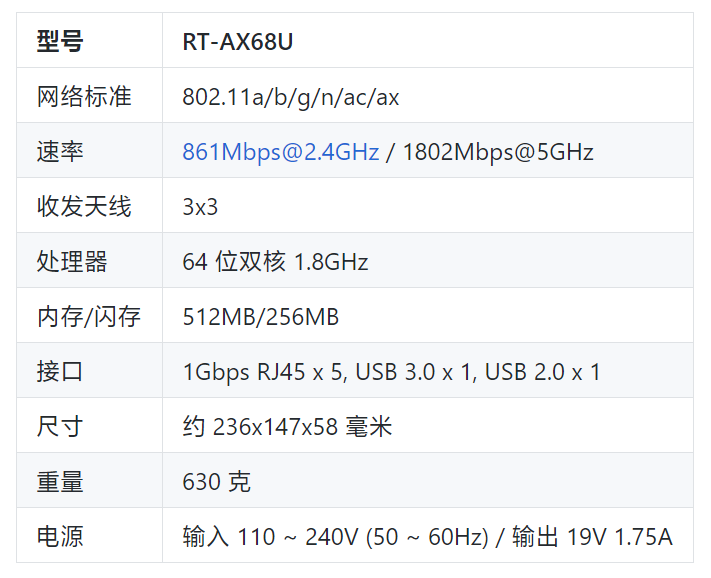 型号 RT-AX68U
网络标准 802.11a/b/g/n/ac/ax
速率 861Mbps@2.4GHz / 1802Mbps@5GHz
收发天线 3x3
处理器 64 位双核 1.8GHz
内存/闪存 512MB/256MB
接口 1Gbps RJ45 x 5, USB 3.0 x 1, USB 2.0 x 1
尺寸 约 236x147x58 毫米
重量 630 克
电源 输入 110 ~ 240V (50 ~ 60Hz) / 输出 19V 1.75A